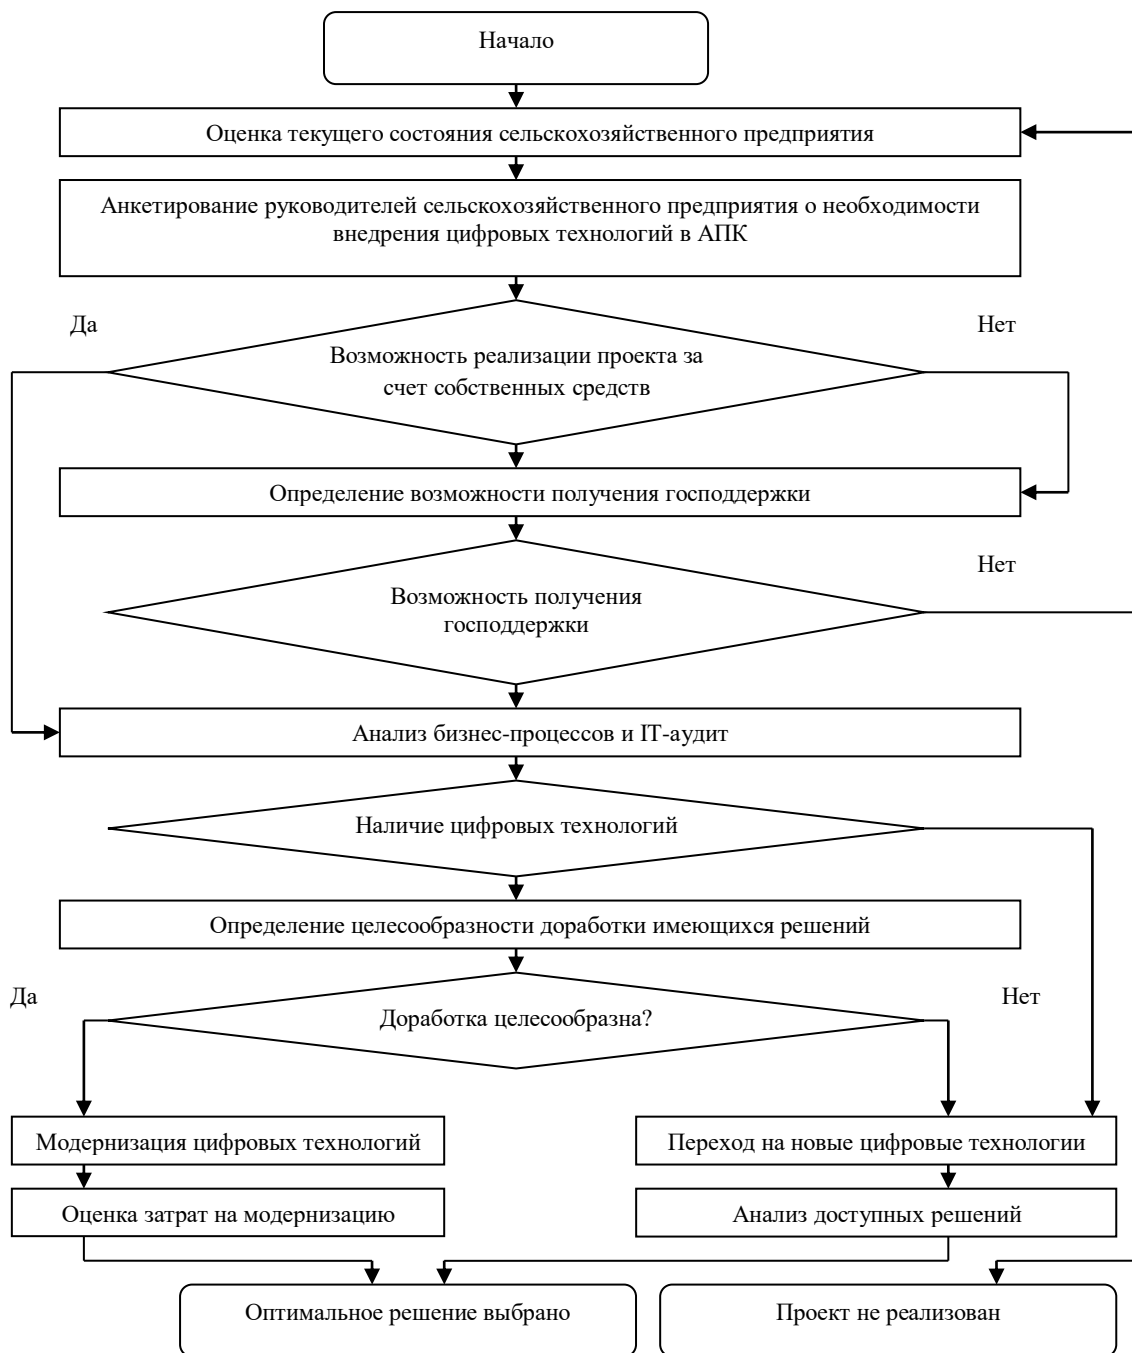 Начало
Оценка текущего состояния сельскохозяйственного предприятия
Анкетирование руководителей сельскохозяйственного предприятия о необходимости
внедрения цифровых технологий в АПК
Да
Нет
Возможность реализации проекта за
счет собственных средств
Определение возможности получения господдержки
Нет
Возможность получения
господдержки
Анализ бизнес-процессов и IT-аудит
Наличие цифровых технологий
Определение целесообразности доработки имеющихся решений
Да
Нет
Доработка целесообразна?
Модернизация цифровых технологий
Переход на новые цифровые технологии
Оценка затрат на модернизацию
Анализ доступных решений
Оптимальное решение выбрано
Проект не реализован